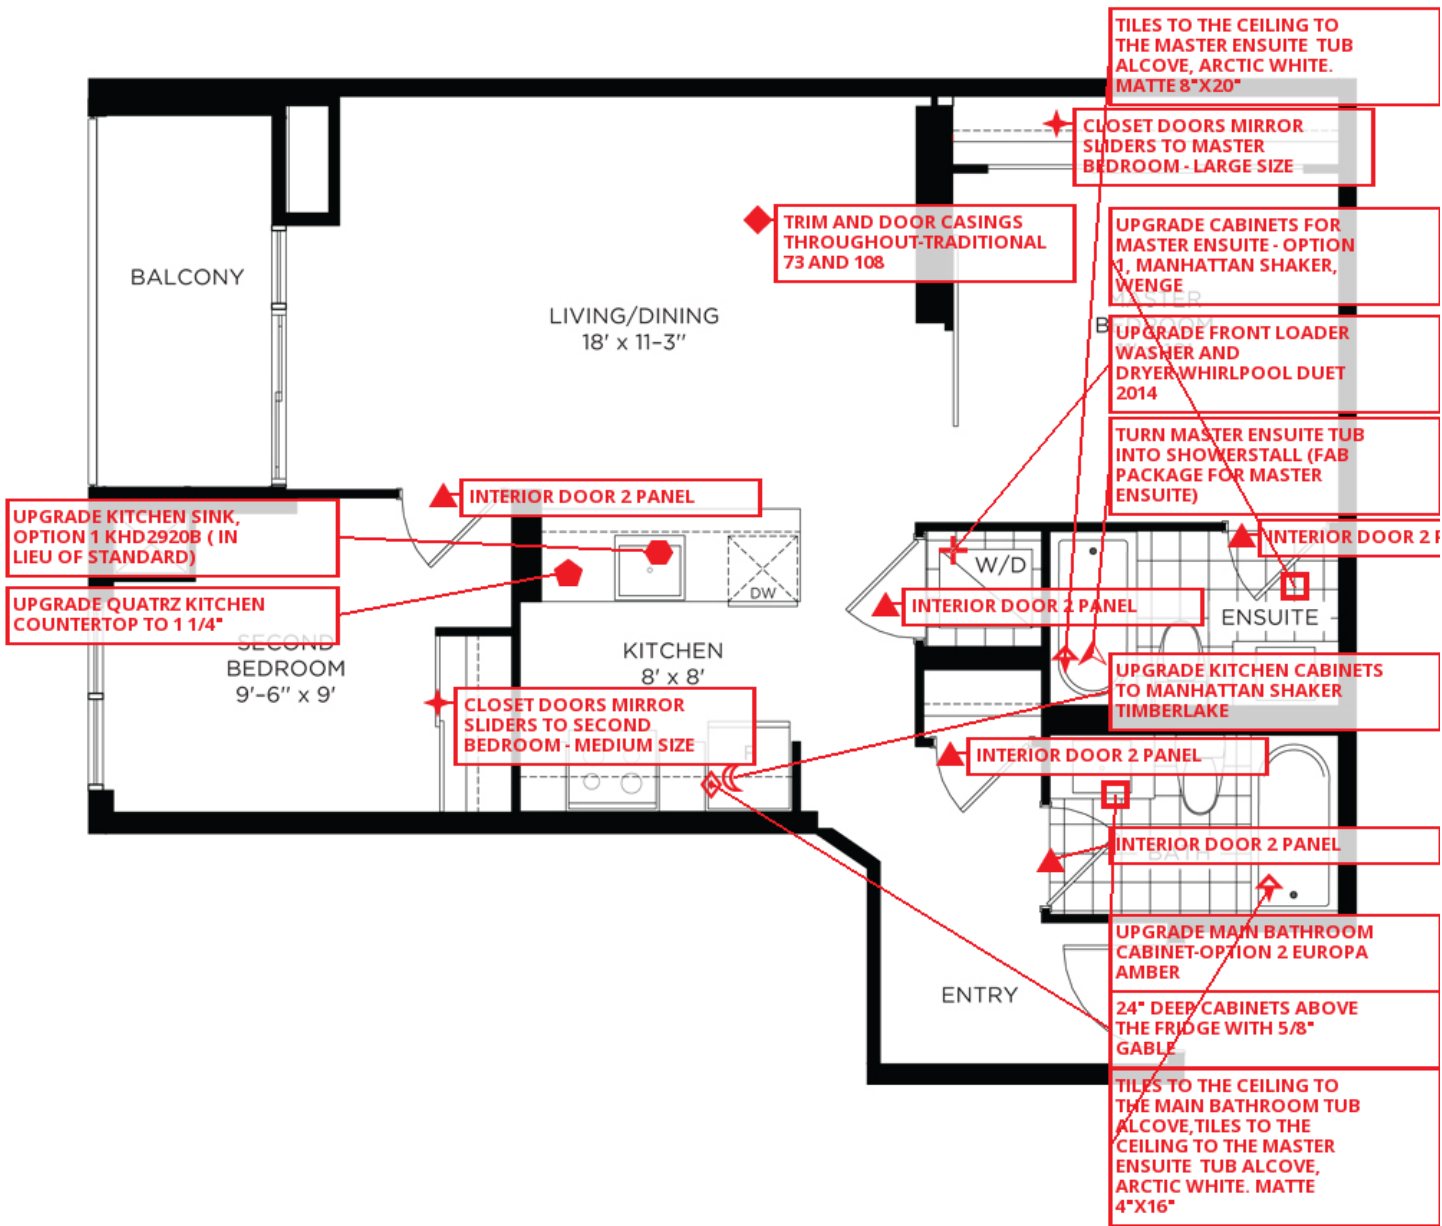 TILES TO THE CEILING TO
THE MASTER ENSUITE TUB
ALCOVE, ARCTIC WHITE.
MATTE 8"X20"
CLOSET DOORS MIRROR
SLIDERS TO MASTER
BEDROOM - LARGE SIZE
TRIM AND DOOR CASINGS
THROUGHOUT-TRADITIONAL
73 AND 108
UPGRADE CABINETS FOR
MASTER ENSUITE - OPTION
1, MANHATTAN SHAKER,
WENGE
BALCONY
LIVING/DINING
18' x 11-3"
MASTER
BEDROOM
UPGRADE FRONT LOADER
WASHER AND
DRYER-WHIRLPOOL DUET
2014
TURN MASTER ENSUITE TUB
INTO SHOWERSTALL (FAB
PACKAGE FOR MASTER
ENSUITE)
INTERIOR DOOR 2 PANEL
UPGRADE KITCHEN SINK,
OPTION 1 KHD2920B ( IN
LIEU OF STANDARD)
INTERIOR DOOR 2 P
W/D
DW
UPGRADE QUATRZ KITCHEN
COUNTERTOP TO 1 1/4"
INTERIOR DOOR 2 PANEL
ENSUITE
SECOND
BEDROOM
9'-6" x 9'
KITCHEN
8' x 8'
UPGRADE KITCHEN CABINETS
TO MANHATTAN SHAKER
TIMBERLAKE
CLOSET DOORS MIRROR
SLIDERS TO SECOND
BEDROOM - MEDIUM SIZE
INTERIOR DOOR 2 PANEL
INTERIOR DOOR 2 PANEL
BATH
UPGRADE MAIN BATHROOM
CABINET-OPTION 2 EUROPA
AMBER
ENTRY
24" DEEP CABINETS ABOVE
THE FRIDGE WITH 5/8"
GABLE
TILES TO THE CEILING TO
THE MAIN BATHROOM TUB
ALCOVE,TILES TO THE
CEILING TO THE MASTER
ENSUITE TUB ALCOVE,
ARCTIC WHITE. MATTE
4"X16"